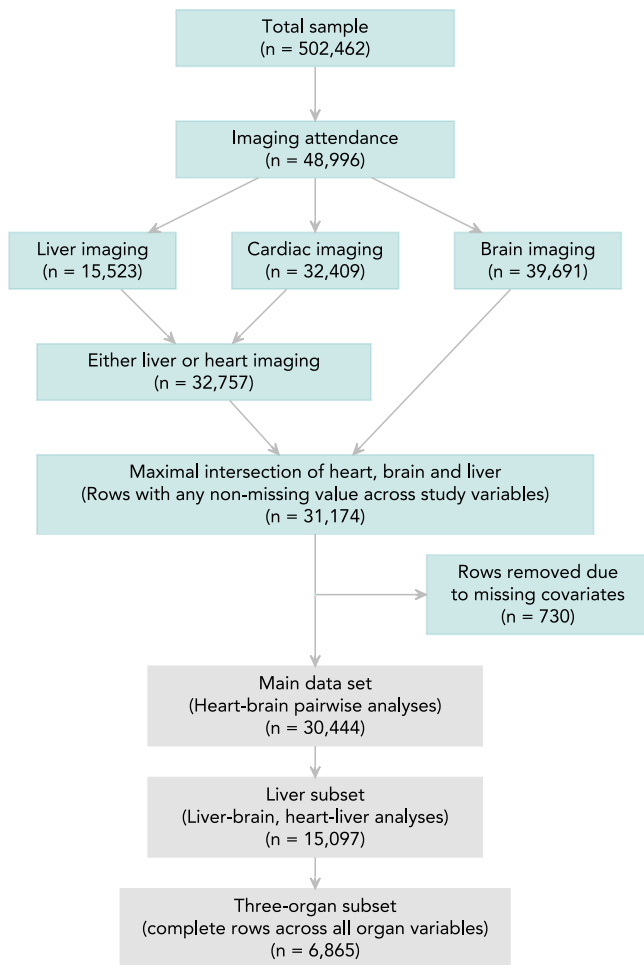 Total sample
(n = 502,462)
Imaging attendance
(n = 48,996)
Liver imaging
(n = 15,523)
Cardiac imaging
(n = 32,409)
Brain imaging
(n = 39,691)
Either liver or heart imaging
(n = 32,757)
Maximal intersection of heart, brain and liver
(Rows with any non-missing value across study variables)
(n = 31,174)
Rows removed due
to missing covariates
(n = 730)
Main data set
(Heart-brain pairwise analyses)
(n = 30,444)
Liver subset
(Liver-brain, heart-liver analyses)
(n = 15,097)
Three-organ subset
(complete rows across all organ variables)
(n = 6,865)